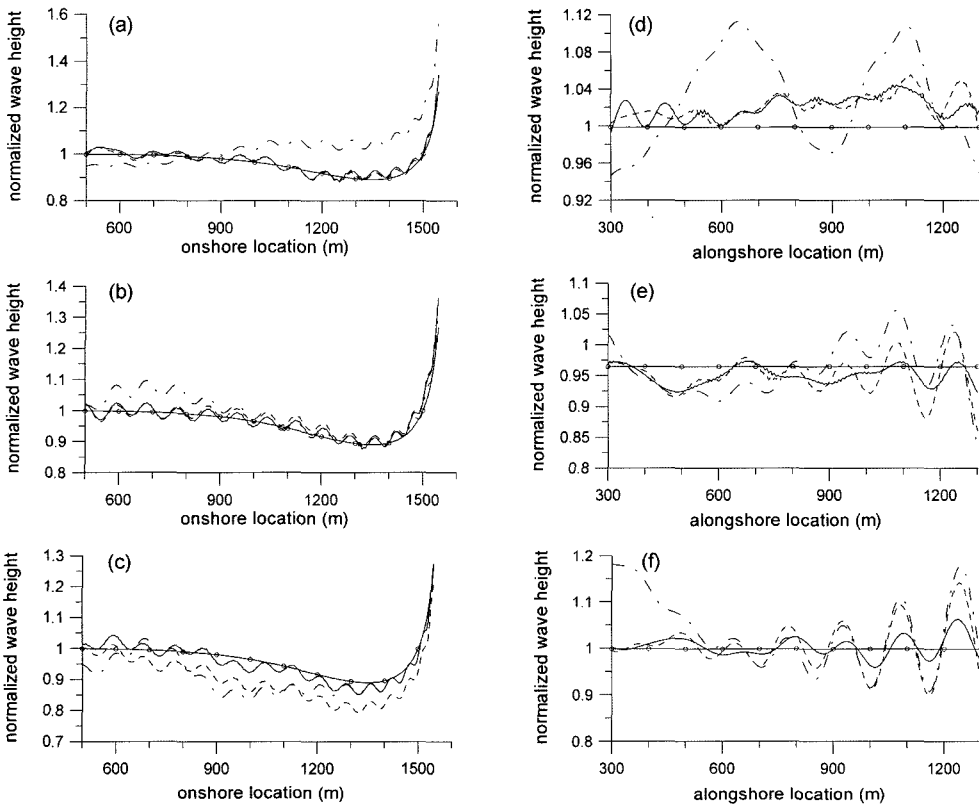 (a)
normalized wave height
1.6
1.4
1.2
1
0.8
600 900 1200 1500
onshore location (m)
(d)
normalized wave height
1.12
1.08
1.04
1
0.96
0.92
300 600 900 1200
alongshore location (m)
(b)
normalized wave height
1.4
1.3
1.2
1.1
1
0.9
0.8
600 900 1200 1500
onshore location (m)
(e)
normalized wave height
1.1
1.05
1
0.95
0.9
0.85
0.8
300 600 900 1200
alongshore location (m)
(c)
normalized wave height
1.3
1.2
1.1
1
0.9
0.8
0.7
600 900 1200 1500
onshore location (m)
(f)
normalized wave height
1.2
1.1
1
0.9
0.8
300 600 900 1200
alongshore location (m)